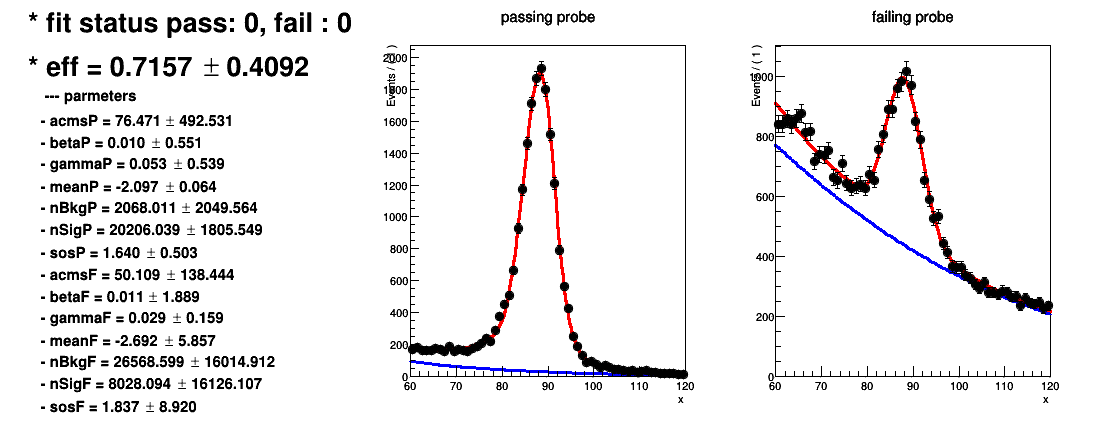 * fit status pass: 0, fail : 0
* eff = 0.7157 ± 0.4092
--- parmeters
- acmsP = 76.471 ± 492.531
- betaP = 0.010 ± 0.551
- gammaP = 0.053 ± 0.539
- meanP = -2.097 ± 0.064
- nBkgP = 2068.011 ± 2049.564
- nSigP = 20206.039 ± 1805.549
- sosP = 1.640 ± 0.503
- acmsF = 50.109 ± 138.444
- betaF = 0.011 ± 1.889
- gammaF = 0.029 ± 0.159
- meanF = -2.692 ± 5.857
- nBkgF = 26568.599 ± 16014.912
- nSigF = 8028.094 ± 16126.107
- sosF = 1.837 ± 8.920
passing probe
Events / ( 1 )
2000
1800
1600
1400
1200
1000
800
600
400
200
0
60 70 80 90 100 110 120
x
failing probe
Events / ( 1 )
1000
800
600
400
200
0
60 70 80 90 100 110 120
x